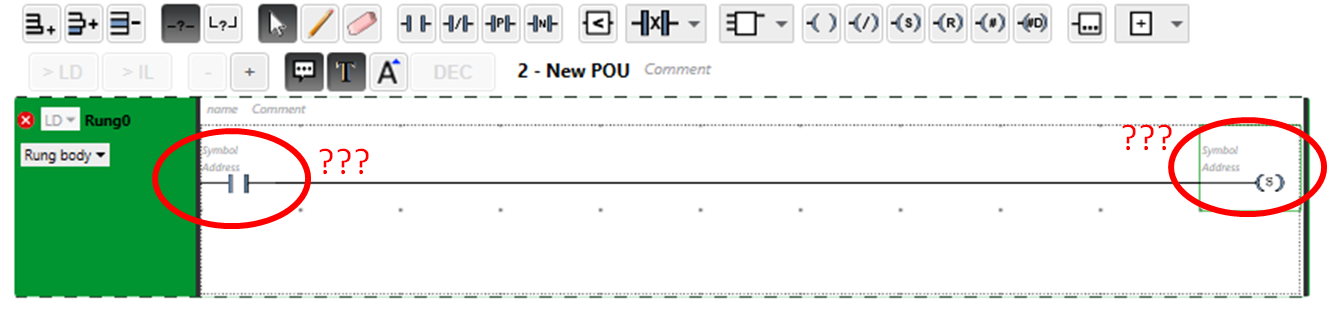 -?- L?┘ P N < X ( ) (/) (S) (R) (#) (#D) ... +
> LD > IL - + T A DEC 2 - New POU Comment
name Comment
LD Rung0
Rung body
Symbol
Address
???
???
Symbol
Address
S